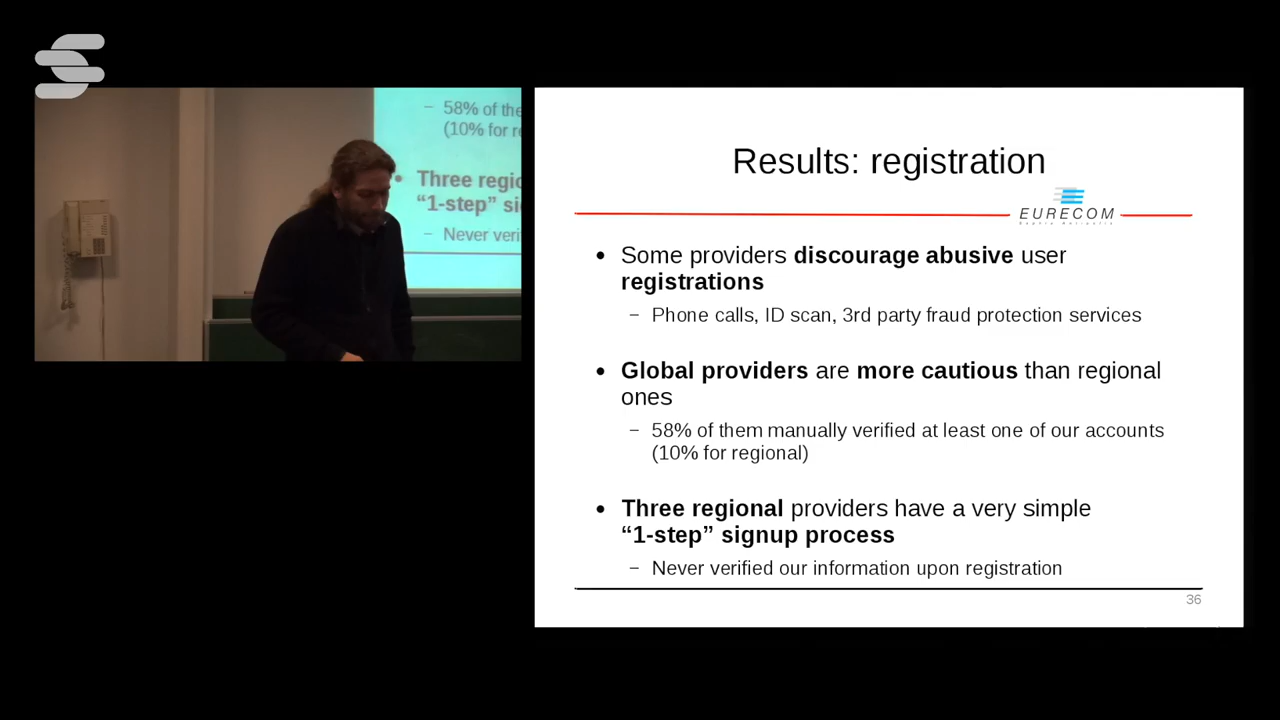 58% of the
(10% for re
• Three regio
“1-step” si
– Never veri
Results: registration
EURECOM
• Some providers discourage abusive user
registrations
– Phone calls, ID scan, 3rd party fraud protection services
• Global providers are more cautious than regional
ones
– 58% of them manually verified at least one of our accounts
(10% for regional)
• Three regional providers have a very simple
“1-step” signup process
– Never verified our information upon registration
36